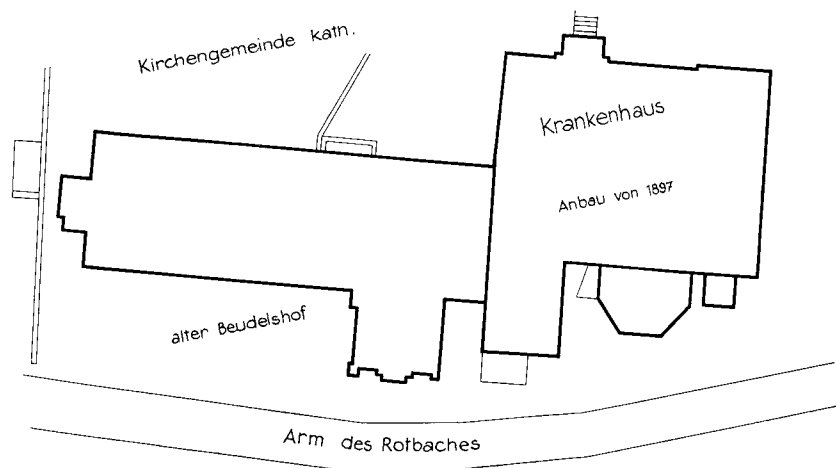 Kirchengemeinde kath.
Krankenhaus
Anbau von 1897
alter Beudelshof
Arm des Rotbaches